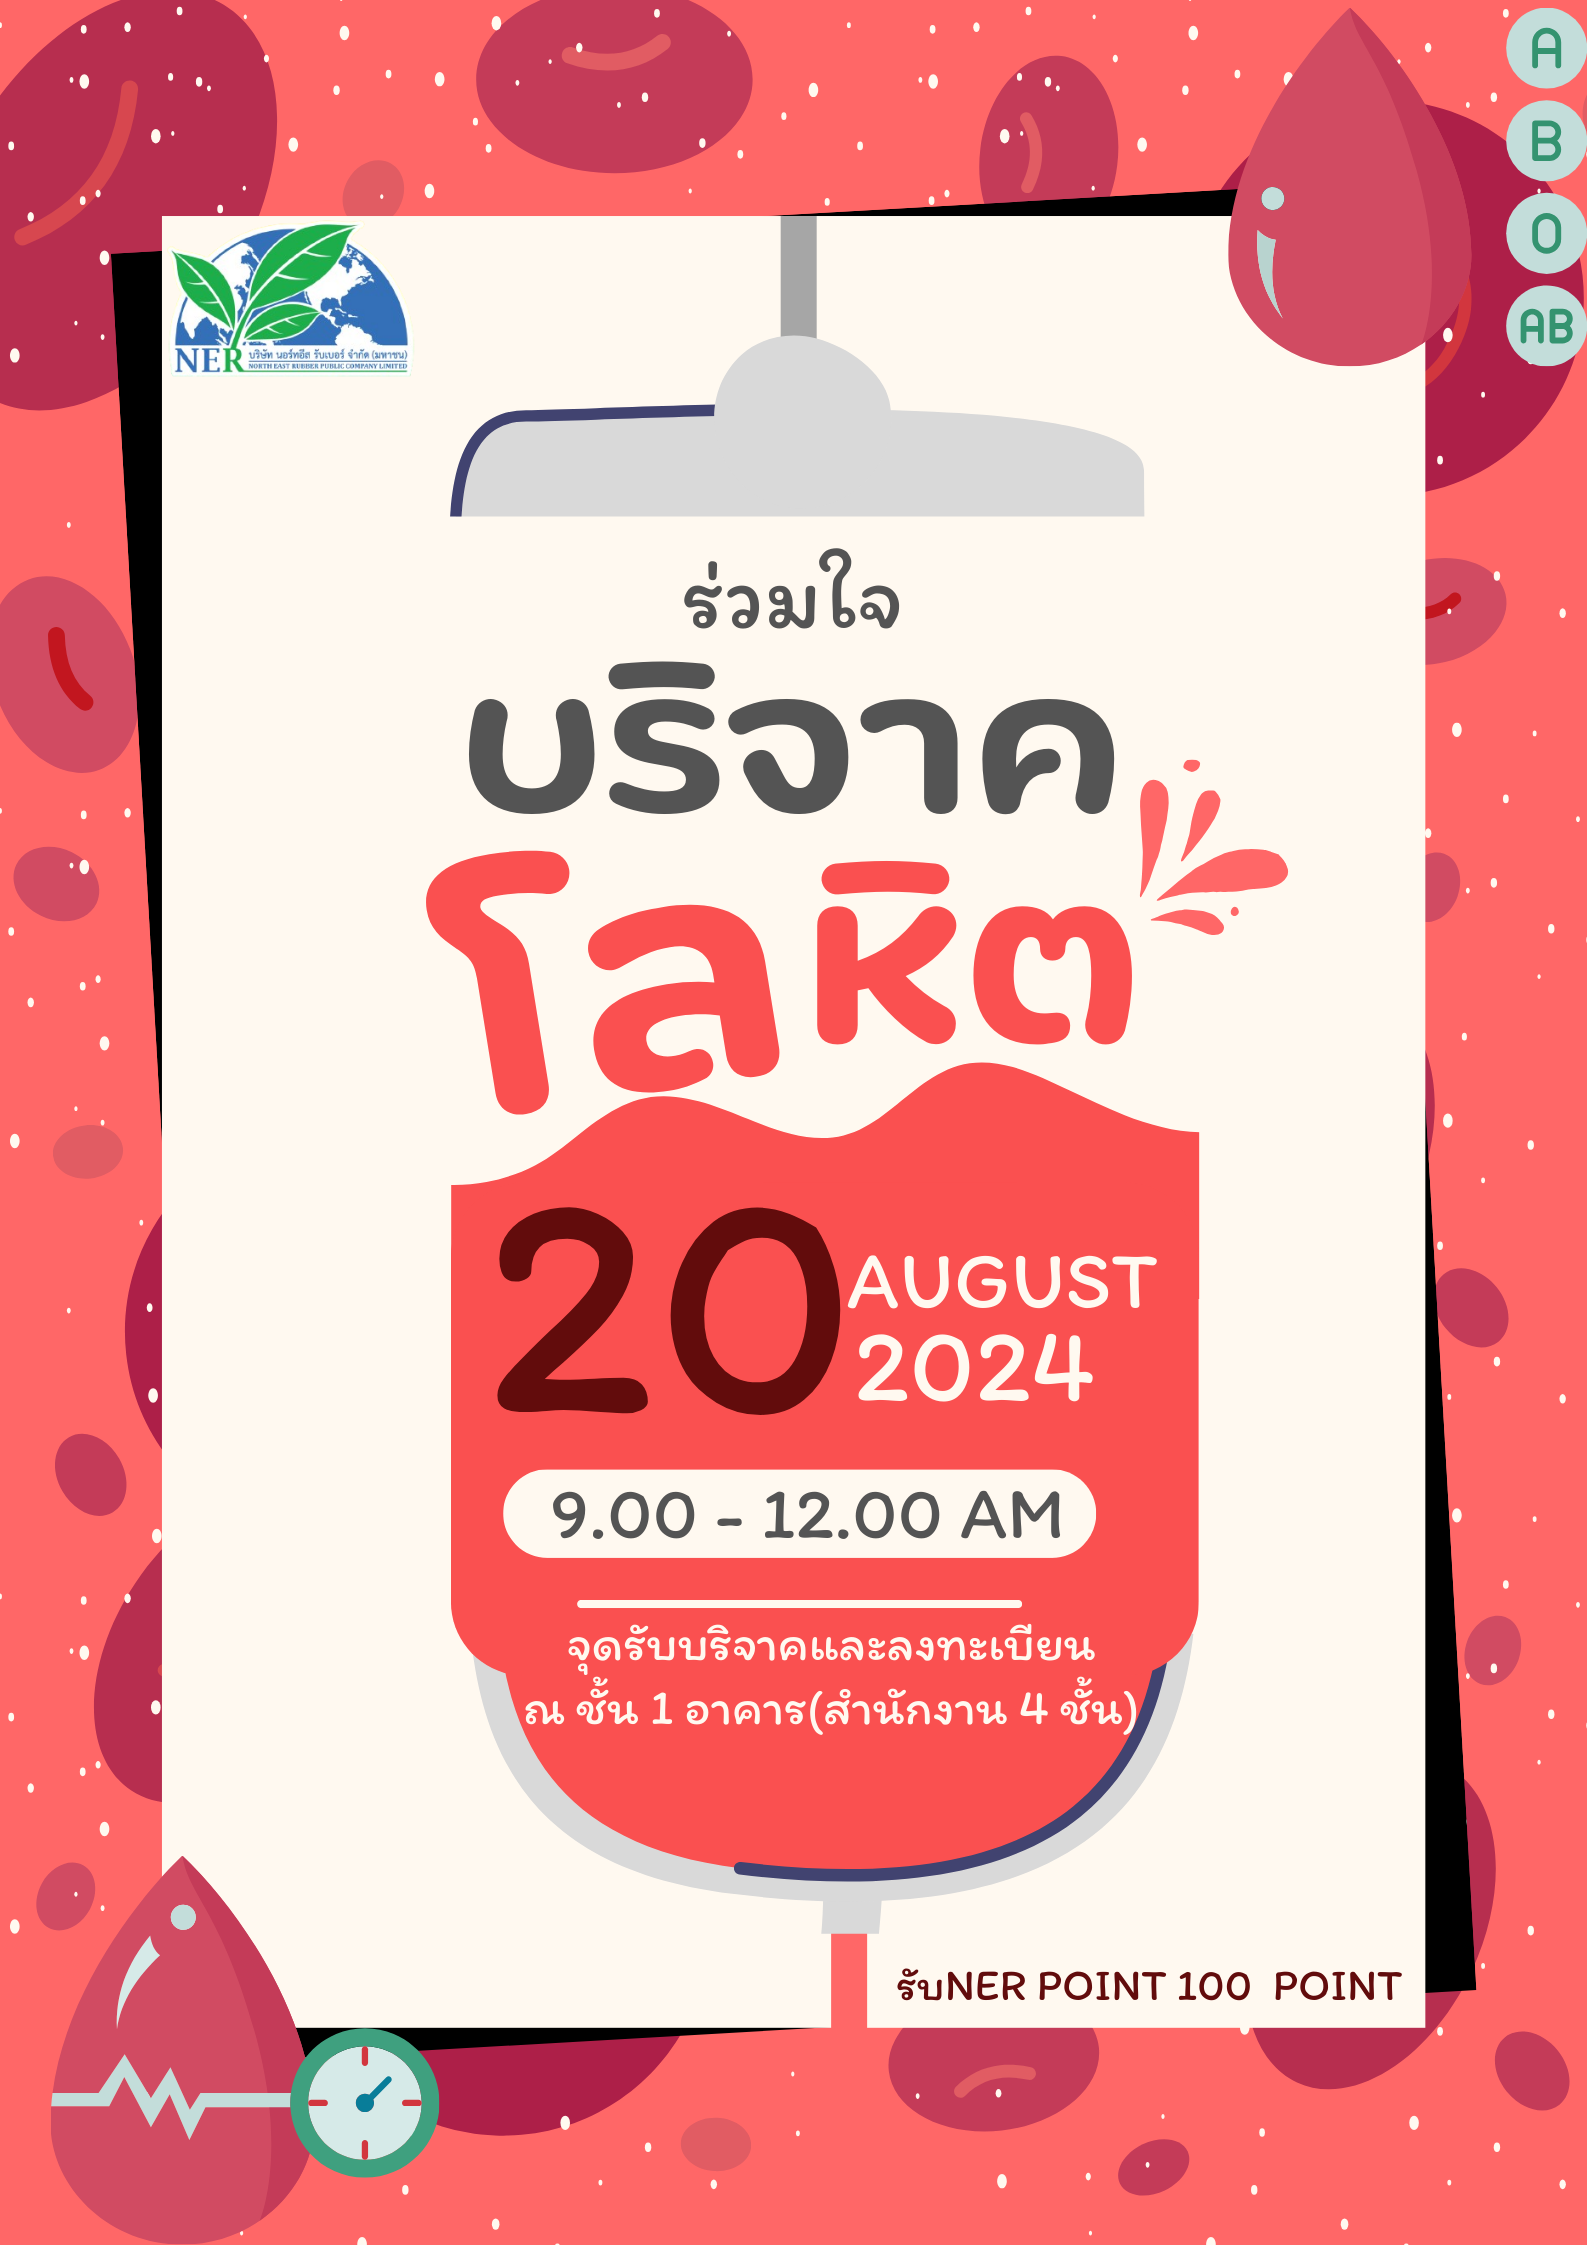 A
B
O
AB
NER
บริษัท นอร์ทอีส รับเบอร์ จำกัด (มหาชน)
NORTH EAST RUBBER PUBLIC COMPANY LIMITED
ร่วมใจ
บริจาค
โลหิต
20
AUGUST
2024
9.00 - 12.00 AM
จุดรับบริจาคและลงทะเบียน
ณ ชั้น 1 อาคาร(สำนักงาน 4 ชั้น)
รับNER POINT 100 POINT